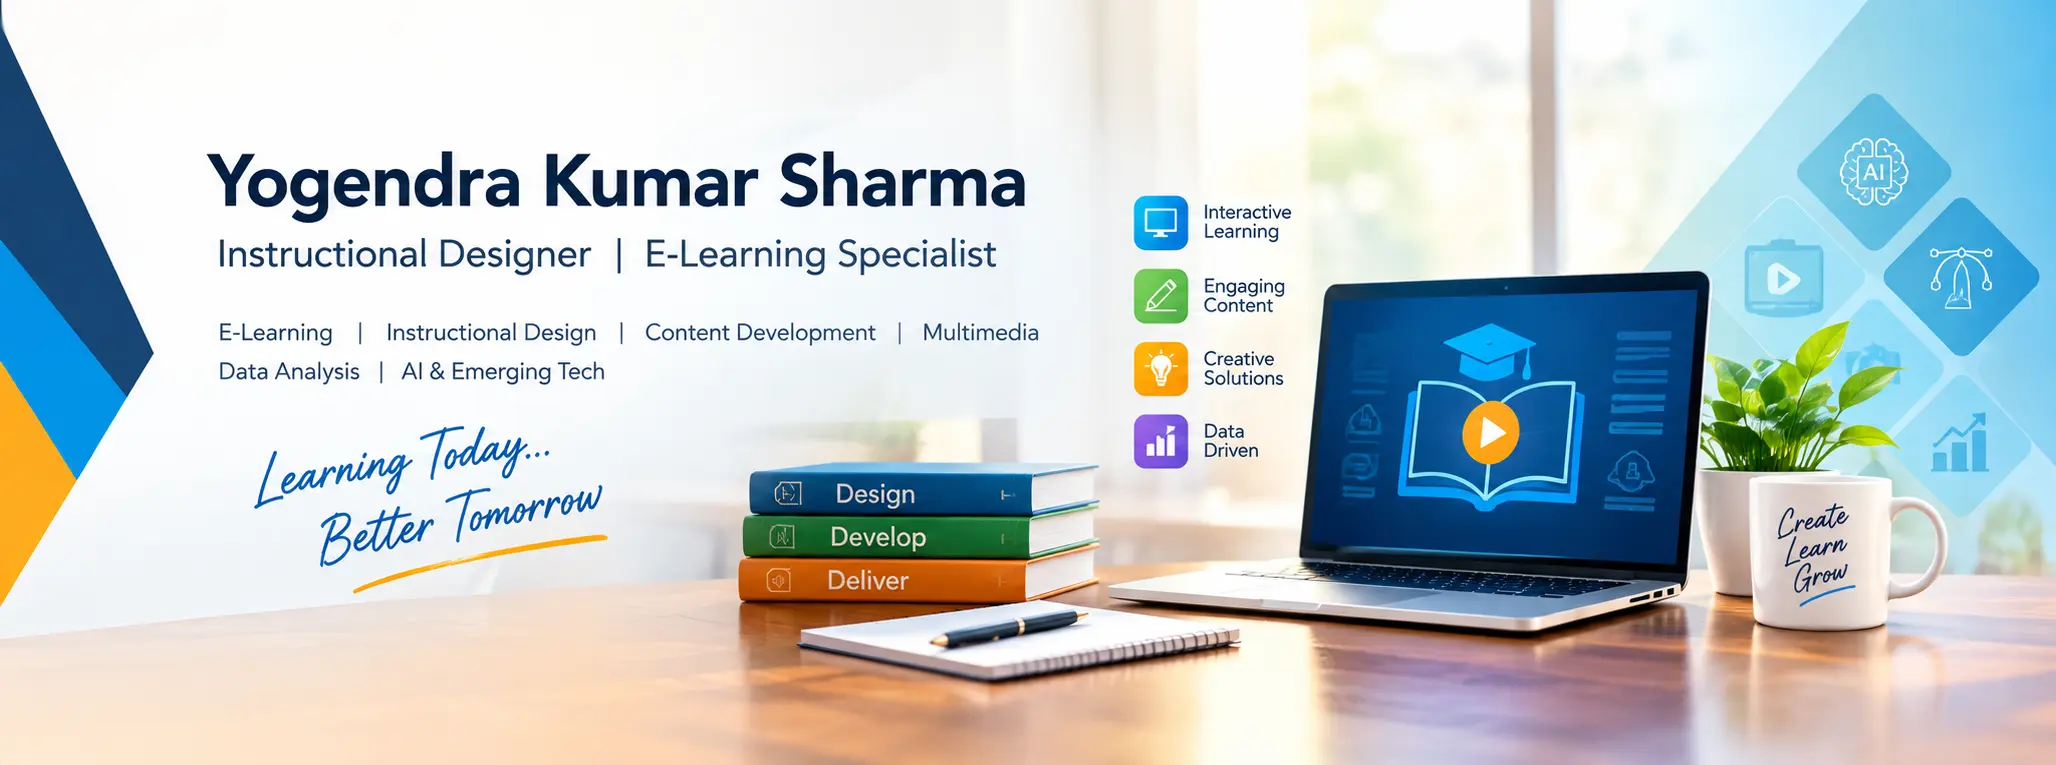 Yogendra Kumar Sharma
Instructional Designer | E-Learning Specialist
E-Learning | Instructional Design | Content Development | Multimedia
Data Analysis | AI & Emerging Tech
Learning Today...
Better Tomorrow
Interactive
Learning
Engaging
Content
Creative
Solutions
Data
Driven
Design
Develop
Deliver
AI
Create
Learn
Grow